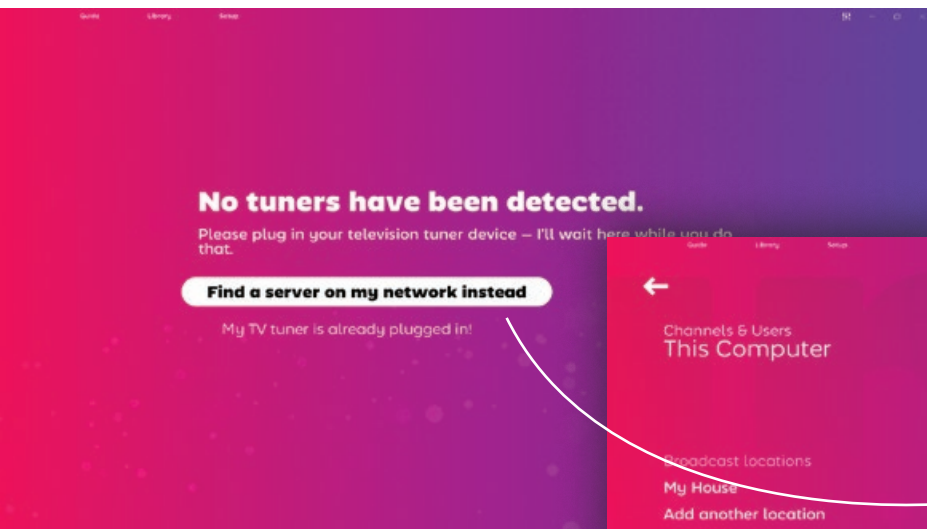 Guide Library Setup
No tuners have been detected.
Please plug in your television tuner device — I'll wait here while you do
that.
Find a server on my network instead
My TV tuner is already plugged in!
Guide Library Setup
Channels & Users
This Computer
Broadcast locations
My House
Add another location